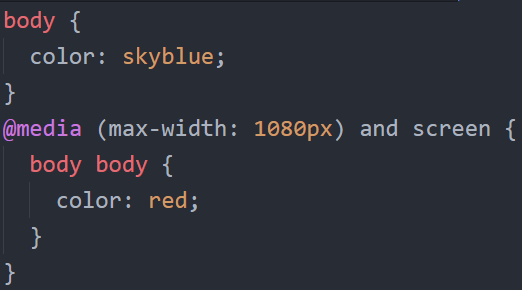 body {
  color: skyblue;
}
@media (max-width: 1080px) and screen {
  body body {
    color: red;
  }
}